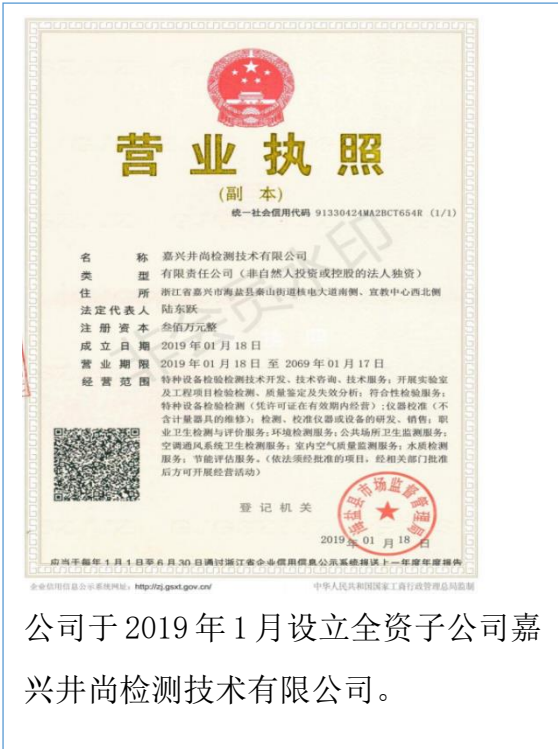 营业执照
(副 本)
统一社会信用代码 91330424MA2BCT654R (1/1)
名 称 嘉兴井尚检测技术有限公司
类 型 有限责任公司（非自然人投资或控股的法人独资）
住 所 浙江省嘉兴市海盐县秦山街道核电大道南侧、宣教中心西北侧
法定代表人 陆东跃
注册资本 叁佰万元整
成立日期 2019年01月18日
营业期限 2019年01月18日 至 2069年01月17日
经营范围 特种设备检验检测技术开发、技术咨询、技术服务；开展实验室
及工程项目检验检测、质量鉴定及失效分析；符合性检验服务；
特种设备检验检测（凭许可证在有效期内经营）;仪器校准（不
含计量器具的维修）；检测、校准仪器或设备的研发、销售；职
业卫生检测与评价服务；环境检测服务；公共场所卫生监测服务；
空调通风系统卫生检测服务；室内空气质量监测服务；水质检测
服务；节能评估服务。（依法须经批准的项目，经相关部门批准
后方可开展经营活动）
登记机关
海盐县市场监督管理局
2019年 01 月 18 日
应当于每年1月1日至6月30日通过浙江省企业信用信息公示系统报送上一年度年度报告
企业信用信息公示系统网址：http://zj.gsxt.gov.cn/
中华人民共和国国家工商行政管理总局监制
公司于 2019 年 1 月设立全资子公司嘉
兴井尚检测技术有限公司。